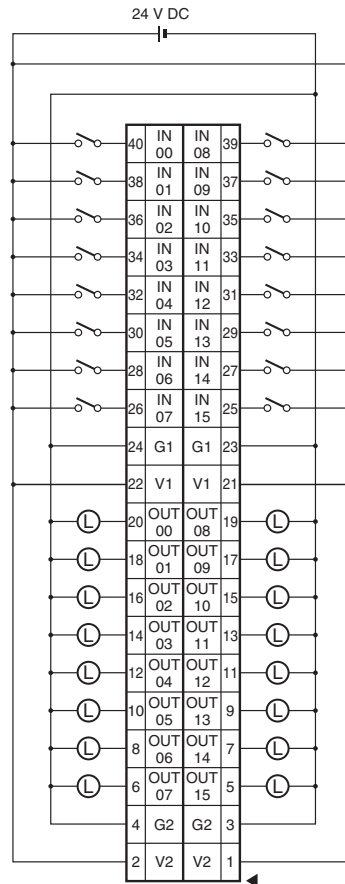 24 V DC
40 IN 00 IN 08 39
38 IN 01 IN 09 37
36 IN 02 IN 10 35
34 IN 03 IN 11 33
32 IN 04 IN 12 31
30 IN 05 IN 13 29
28 IN 06 IN 14 27
26 IN 07 IN 15 25
24 G1 G1 23
22 V1 V1 21
L 20 OUT 00 OUT 08 19 L
L 18 OUT 01 OUT 09 17 L
L 16 OUT 02 OUT 10 15 L
L 14 OUT 03 OUT 11 13 L
L 12 OUT 04 OUT 12 11 L
L 10 OUT 05 OUT 13 9 L
L 8 OUT 06 OUT 14 7 L
L 6 OUT 07 OUT 15 5 L
4 G2 G2 3
2 V2 V2 1